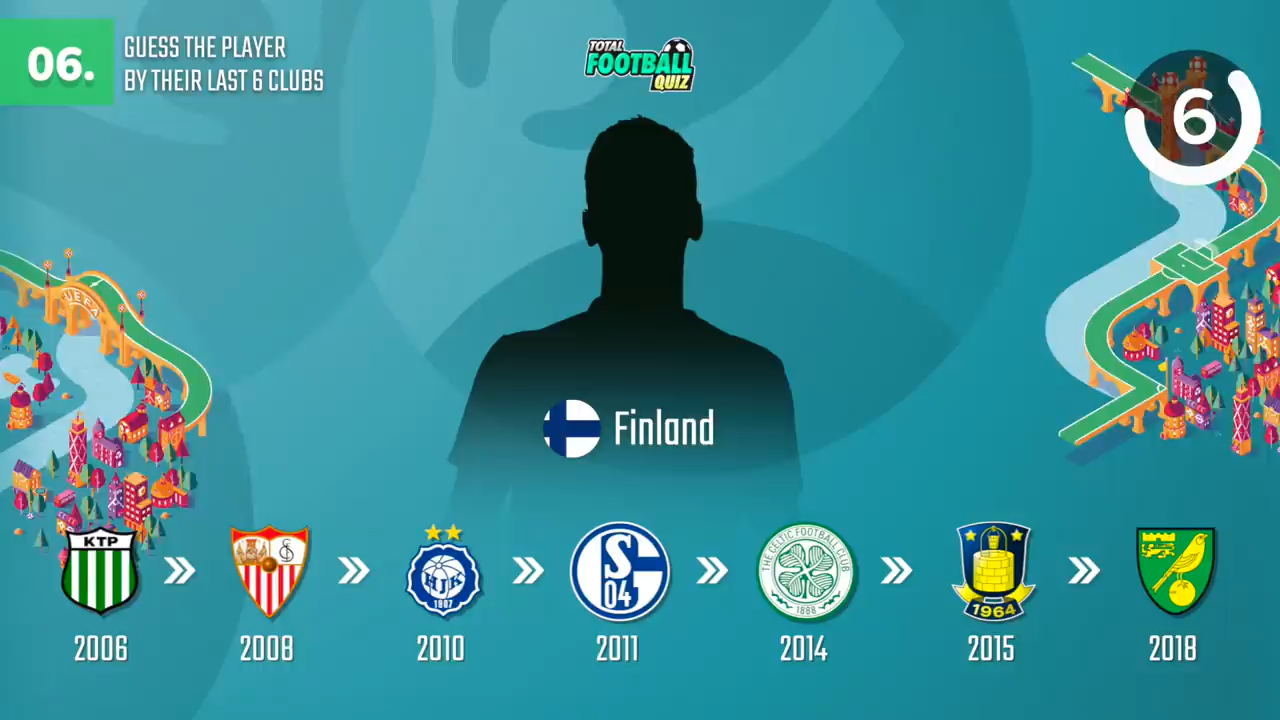 06.
GUESS THE PLAYER
BY THEIR LAST 6 CLUBS
TOTAL
FOOTBALL
QUIZ
6
UEFA
Finland
KTP
HJK
1907
S
04
THE CELTIC FOOTBALL CLUB
1888
1964
2006
2008
2010
2011
2014
2015
2018